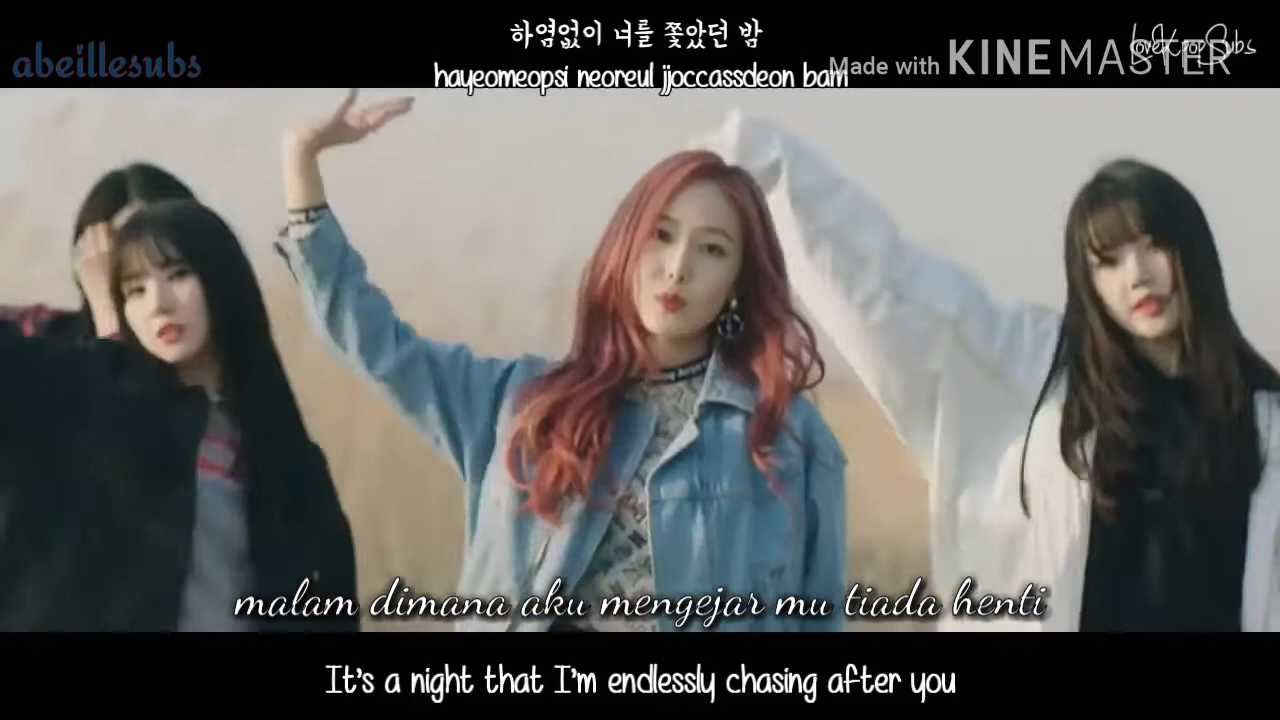 하염없이 너를 쫓았던 밤
abeillesubs
loveKpopSubs
Made with KINEMASTER
hayeomeopsi neoreul jjoccassdeon bam
malam dimana aku mengejar mu tiada henti
It's a night that I'm endlessly chasing after you